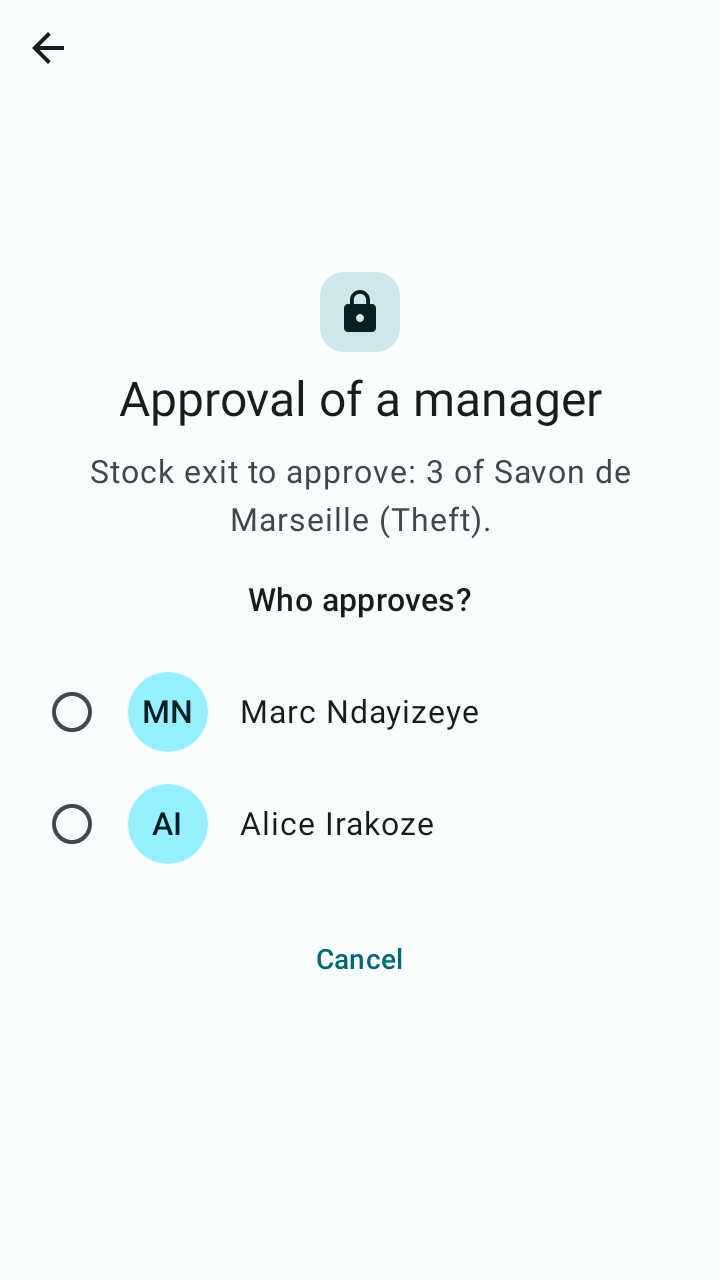 Approval of a manager
Stock exit to approve: 3 of Savon de
Marseille (Theft).
Who approves?
MN Marc Ndayizeye
AI Alice Irakoze
Cancel